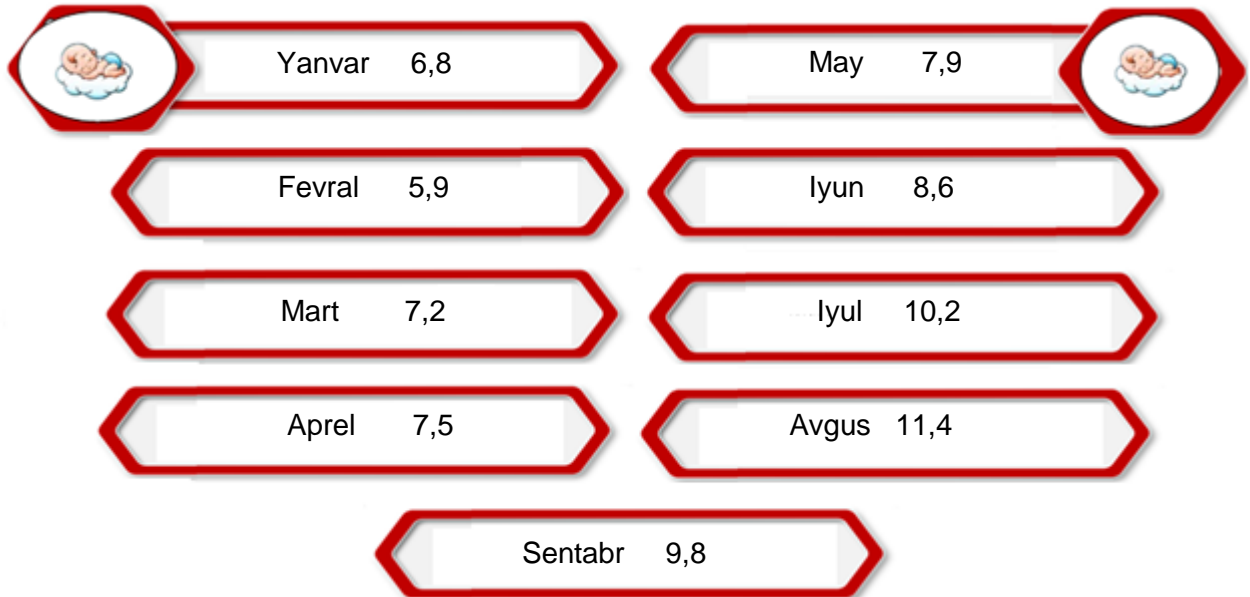 Yanvar 6,8
Fevral 5,9
Mart 7,2
Aprel 7,5
May 7,9
Iyun 8,6
Iyul 10,2
Avgus 11,4
Sentabr 9,8